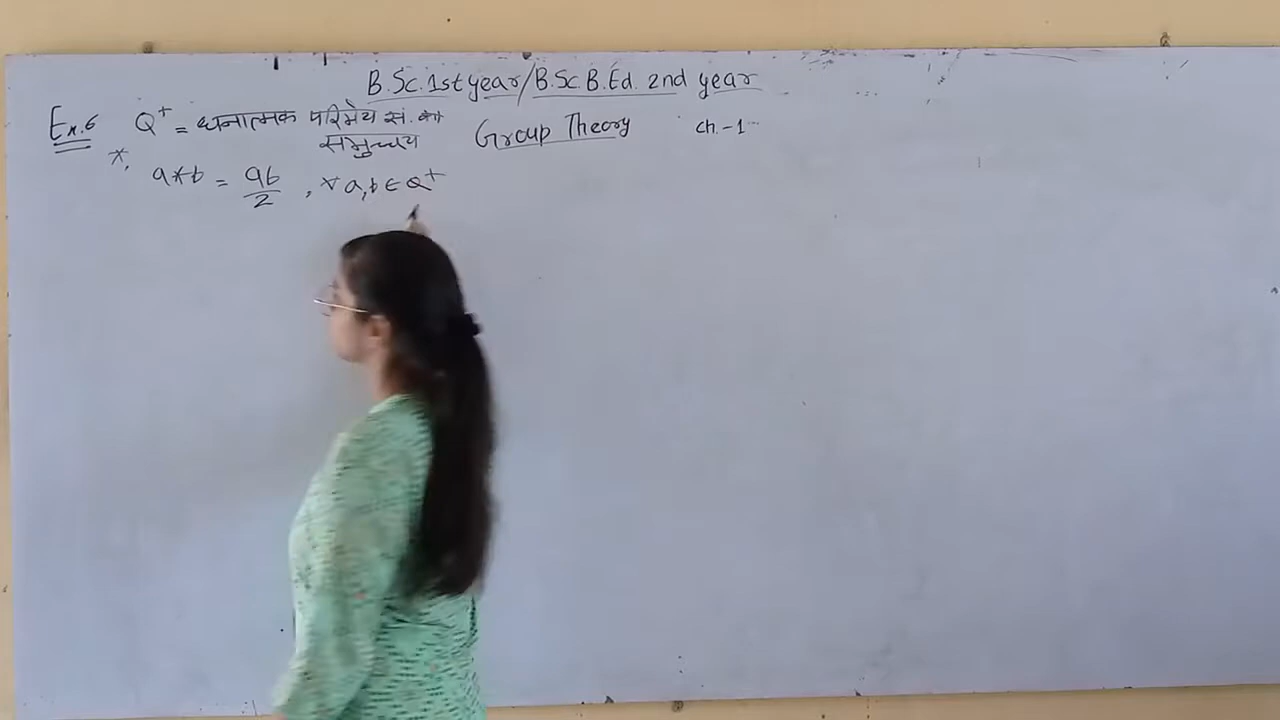 B.Sc. 1st year/B.Sc.B.Ed. 2nd year
Group Theory ch.-1
Ex.6 Q⁺ = धनात्मक परिमेय सं. का
समुच्चय
*, a*b = ab/2, ∀ a,b ∈ Q⁺